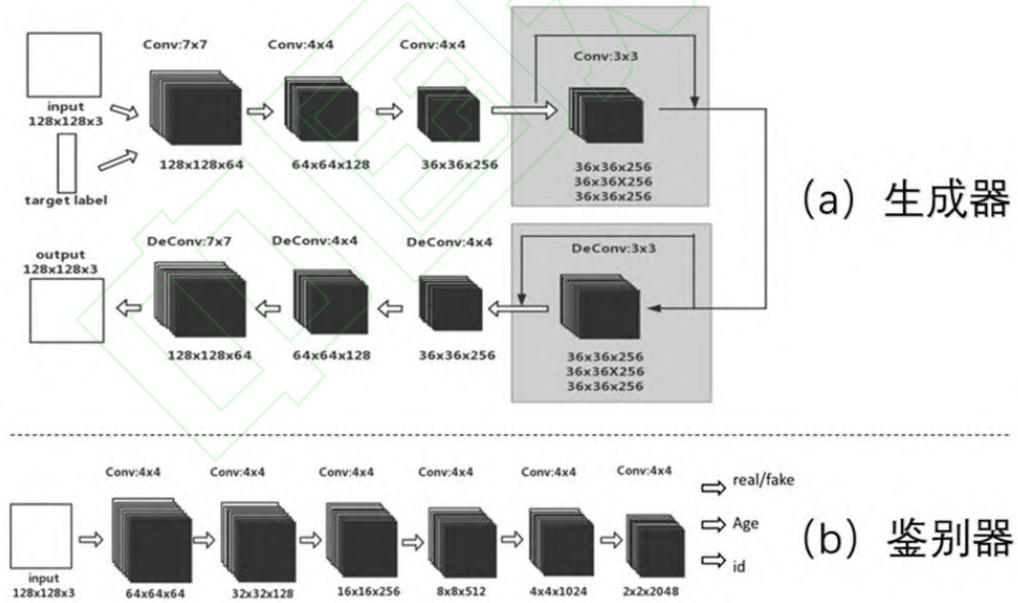 Conv:7x7
Conv:4x4
Conv:4x4
Conv:3x3
input
128x128x3
128x128x64
64x64x128
36x36x256
36x36x256
36x36X256
36x36x256
target label
(a) 生成器
output
128x128x3
DeConv:7x7
DeConv:4x4
DeConv:4x4
DeConv:3x3
128x128x64
64x64x128
36x36x256
36x36x256
36x36X256
36x36x256
Conv:4x4
Conv:4x4
Conv:4x4
Conv:4x4
Conv:4x4
Conv:4x4
real/fake
Age
id
(b) 鉴别器
input
128x128x3
64x64x64
32x32x128
16x16x256
8x8x512
4x4x1024
2x2x2048